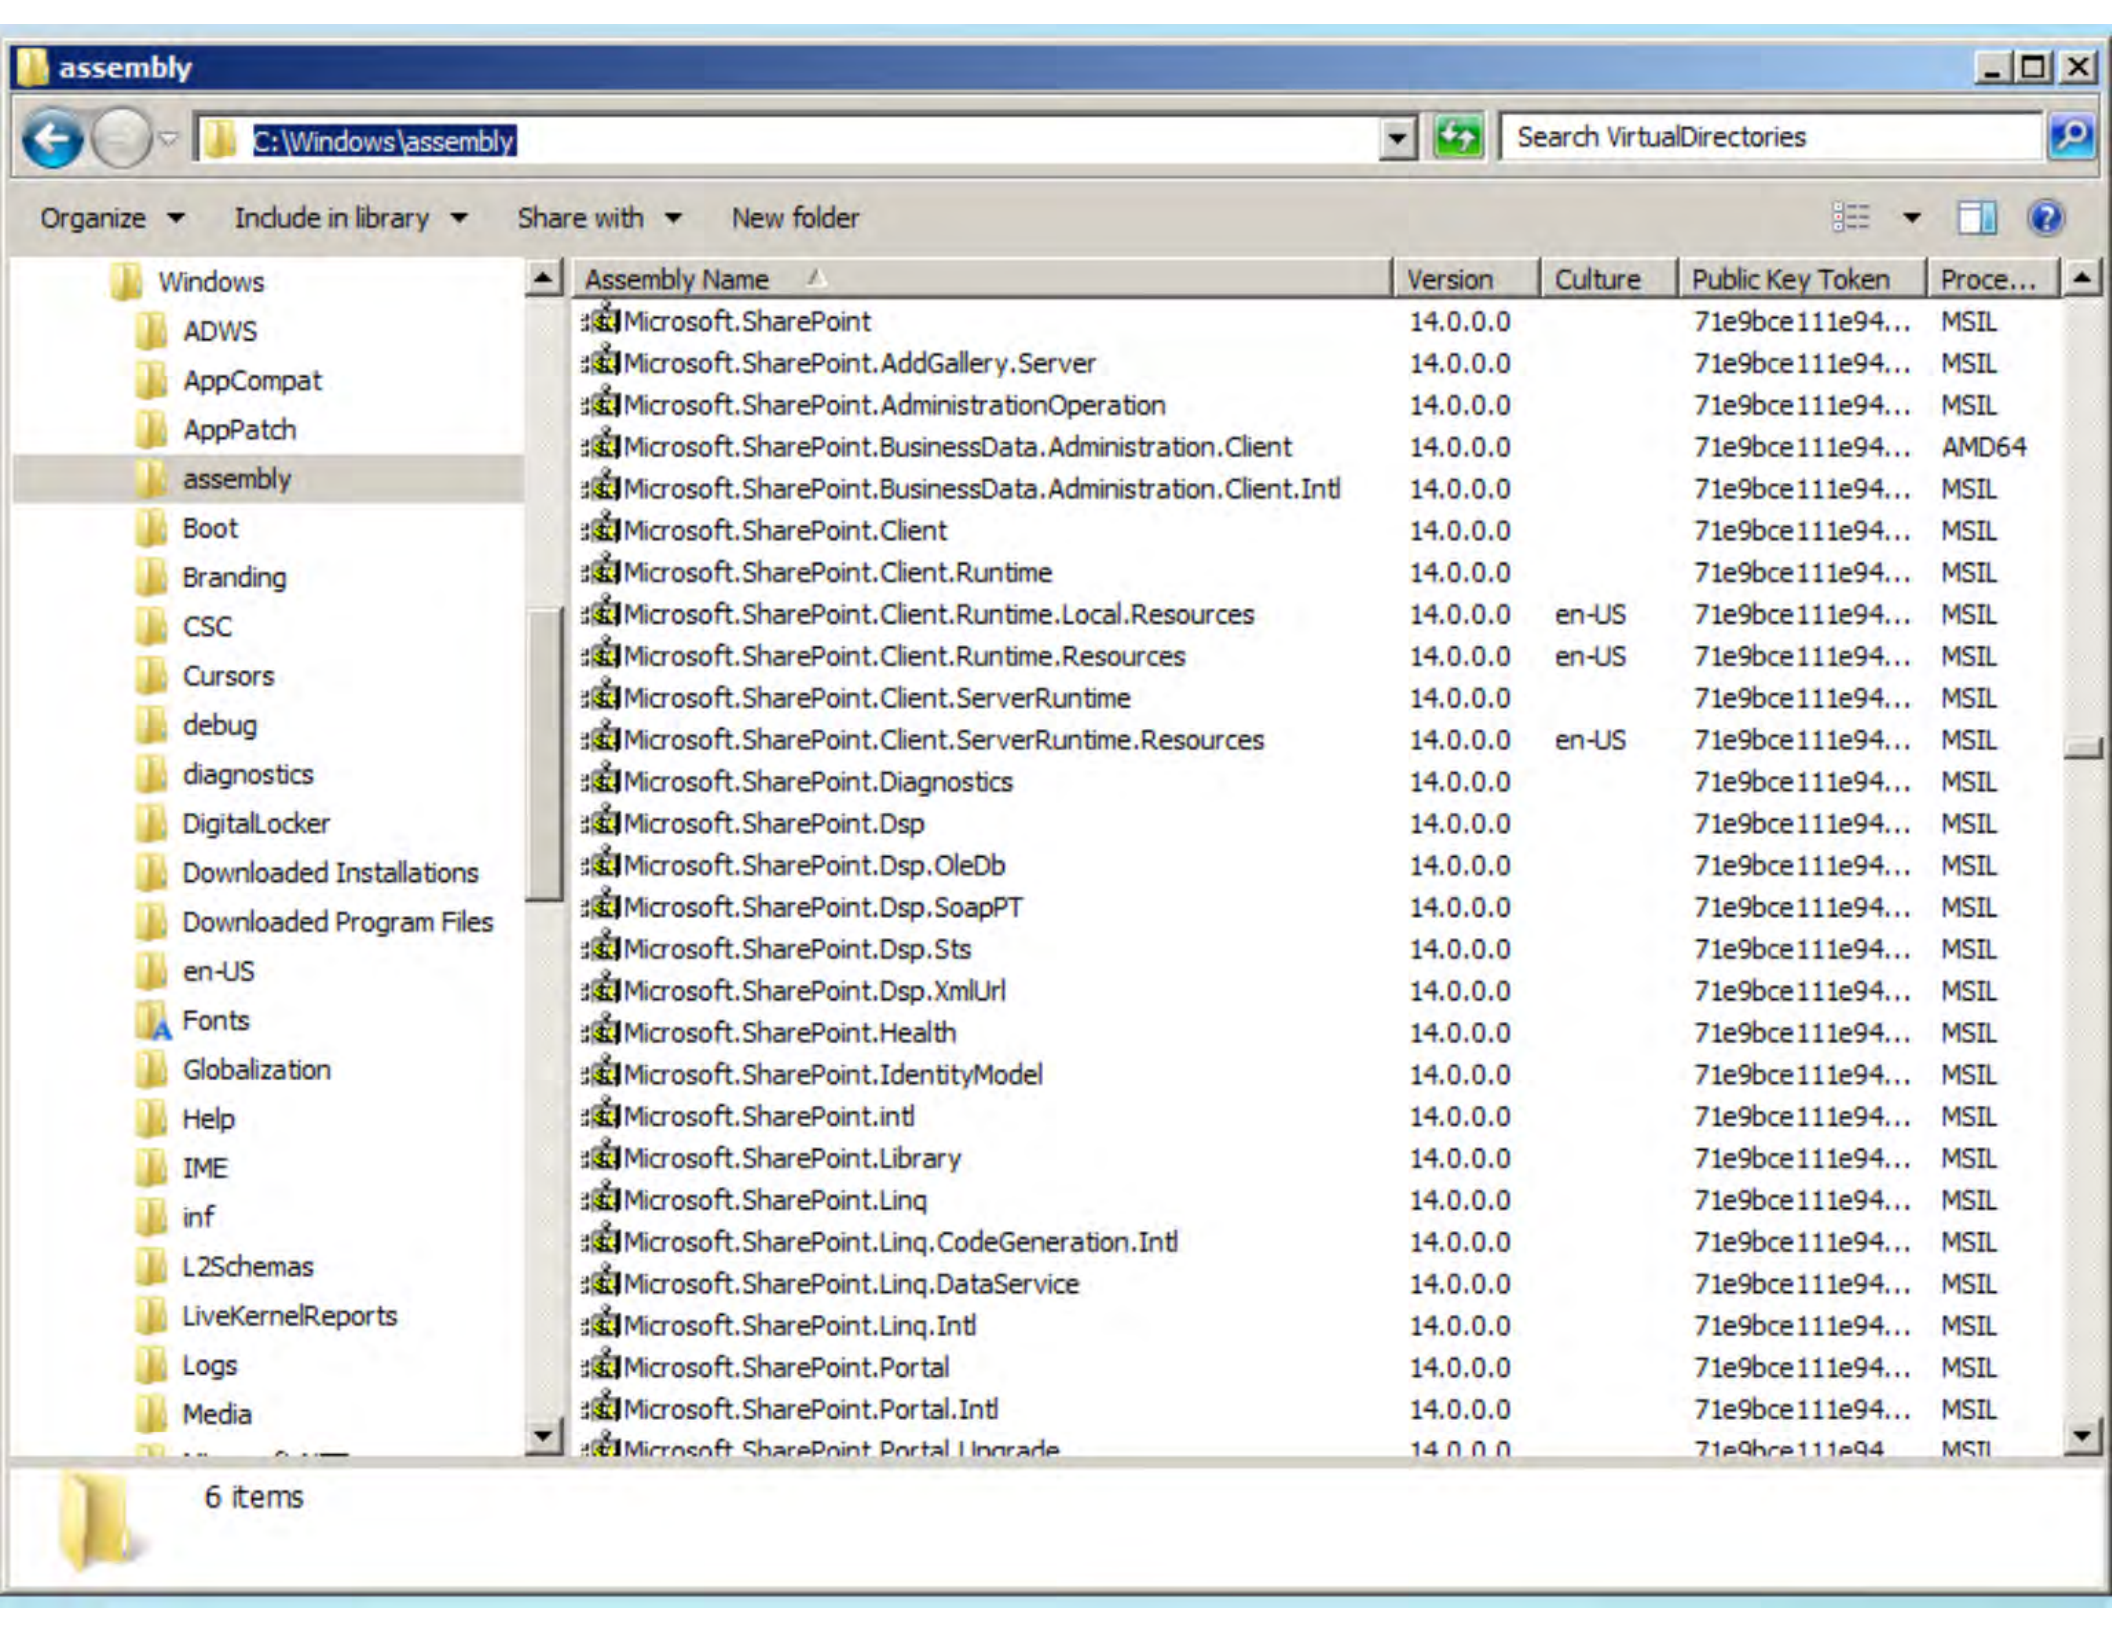 assembly
C:\Windows\assembly
Search VirtualDirectories
Organize
Include in library
Share with
New folder
Windows
ADWS
AppCompat
AppPatch
assembly
Boot
Branding
CSC
Cursors
debug
diagnostics
DigitalLocker
Downloaded Installations
Downloaded Program Files
en-US
Fonts
Globalization
Help
IME
inf
L2Schemas
LiveKernelReports
Logs
Media
Assembly Name Version Culture Public Key Token Proce...
Microsoft.SharePoint 14.0.0.0 71e9bce111e94... MSIL
Microsoft.SharePoint.AddGallery.Server 14.0.0.0 71e9bce111e94... MSIL
Microsoft.SharePoint.AdministrationOperation 14.0.0.0 71e9bce111e94... MSIL
Microsoft.SharePoint.BusinessData.Administration.Client 14.0.0.0 71e9bce111e94... AMD64
Microsoft.SharePoint.BusinessData.Administration.Client.Intl 14.0.0.0 71e9bce111e94... MSIL
Microsoft.SharePoint.Client 14.0.0.0 71e9bce111e94... MSIL
Microsoft.SharePoint.Client.Runtime 14.0.0.0 71e9bce111e94... MSIL
Microsoft.SharePoint.Client.Runtime.Local.Resources 14.0.0.0 en-US 71e9bce111e94... MSIL
Microsoft.SharePoint.Client.Runtime.Resources 14.0.0.0 en-US 71e9bce111e94... MSIL
Microsoft.SharePoint.Client.ServerRuntime 14.0.0.0 71e9bce111e94... MSIL
Microsoft.SharePoint.Client.ServerRuntime.Resources 14.0.0.0 en-US 71e9bce111e94... MSIL
Microsoft.SharePoint.Diagnostics 14.0.0.0 71e9bce111e94... MSIL
Microsoft.SharePoint.Dsp 14.0.0.0 71e9bce111e94... MSIL
Microsoft.SharePoint.Dsp.OleDb 14.0.0.0 71e9bce111e94... MSIL
Microsoft.SharePoint.Dsp.SoapPT 14.0.0.0 71e9bce111e94... MSIL
Microsoft.SharePoint.Dsp.Sts 14.0.0.0 71e9bce111e94... MSIL
Microsoft.SharePoint.Dsp.XmlUrl 14.0.0.0 71e9bce111e94... MSIL
Microsoft.SharePoint.Health 14.0.0.0 71e9bce111e94... MSIL
Microsoft.SharePoint.IdentityModel 14.0.0.0 71e9bce111e94... MSIL
Microsoft.SharePoint.intl 14.0.0.0 71e9bce111e94... MSIL
Microsoft.SharePoint.Library 14.0.0.0 71e9bce111e94... MSIL
Microsoft.SharePoint.Linq 14.0.0.0 71e9bce111e94... MSIL
Microsoft.SharePoint.Linq.CodeGeneration.Intl 14.0.0.0 71e9bce111e94... MSIL
Microsoft.SharePoint.Linq.DataService 14.0.0.0 71e9bce111e94... MSIL
Microsoft.SharePoint.Linq.Intl 14.0.0.0 71e9bce111e94... MSIL
Microsoft.SharePoint.Portal 14.0.0.0 71e9bce111e94... MSIL
Microsoft.SharePoint.Portal.Intl 14.0.0.0 71e9bce111e94... MSIL
Microsoft.SharePoint.Portal.Upgrade 14.0.0.0 71e9bce111e94... MSIL
6 items